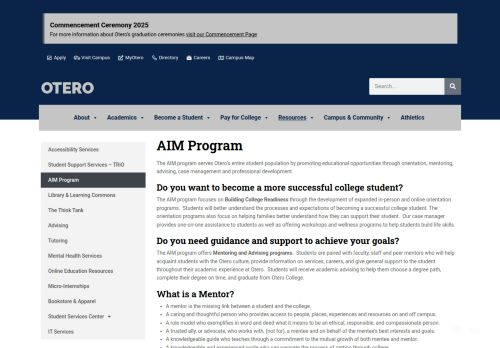 Commencement Ceremony 2025
For more information about Otero's graduation ceremonies visit our Commencement Page
Apply Visit Campus MyOtero Directory Careers Campus Map
OTERO
Search...
About Academics Become a Student Pay for College Resources Campus & Community Athletics
Accessibility Services
Student Support Services – TRiO
AIM Program
Library & Learning Commons
The Think Tank
Advising
Tutoring
Mental Health Services
Online Education Resources
Micro-Internships
Bookstore & Apparel
Student Services Center
IT Services
AIM Program
The AIM program serves Otero's entire student population by promoting educational opportunities through orientation, mentoring,
advising, case management and professional development.
Do you want to become a more successful college student?
The AIM program focuses on Building College Readiness through the development of expanded in-person and online orientation
programs. Students will better understand the processes and expectations of becoming a successful college student. The
orientation programs also focus on helping families better understand how they can support their student. Our case manager
provides one-on-one assistance to students as well as offering workshops and wellness programs to help students build life skills.
Do you need guidance and support to achieve your goals?
The AIM program offers Mentoring and Advising programs. Students are paired with faculty, staff and peer mentors who will help
acquaint students with the Otero culture, provide information on services, careers, and give general support to the student
throughout their academic experience at Otero. Students will receive academic advising to help them choose a degree path,
complete their degree on time, and graduate from Otero College.
What is a Mentor?
A mentor is the missing link between a student and the college.
A caring and thoughtful person who provides access to people, places, experiences and resources on and off campus.
A role model who exemplifies in word and deed what it means to be an ethical, responsible, and compassionate person.
A trusted ally, or advocate, who works with, (not for), a mentee and on behalf of the mentee's best interests and goals.
A knowledgeable guide who teaches through a commitment to the mutual growth of both mentee and mentor.